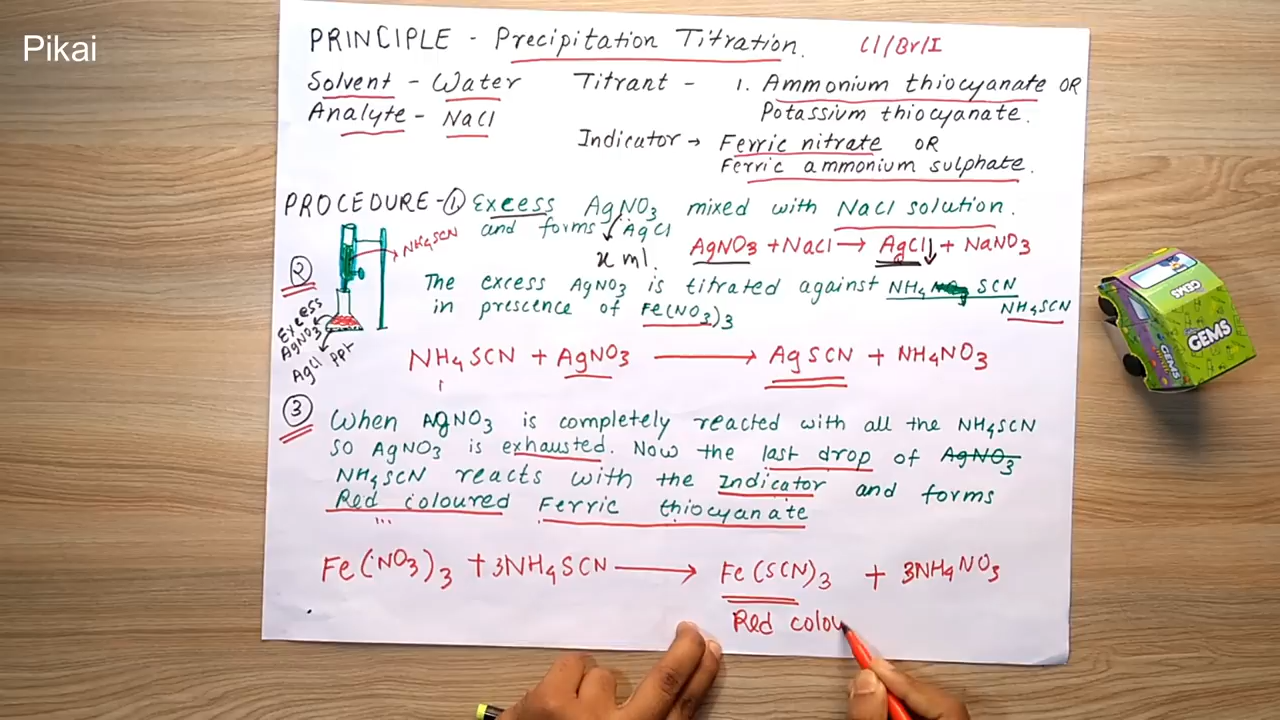 Pikai
PRINCIPLE - Precipitation Titration. Cl/Br/I
Solvent - Water Titrant - 1. Ammonium thiocyanate OR
Analyte - NaCl Potassium thiocyanate.
Indicator → Ferric nitrate OR
Ferric ammonium sulphate.
PROCEDURE - ① Excess AgNO3 mixed with NaCl solution.
and forms AgCl
x ml. AgNO3 + NaCl → AgCl↓ + NaNO3
NH4SCN
②
The excess AgNO3 is titrated against NH4 SCN
NH4SCN
in prescence of Fe(NO3)3
Excess
AgNO3
AgCl ppt
NH4SCN + AgNO3 → AgSCN + NH4NO3
③
When AgNO3 is completely reacted with all the NH4SCN
so AgNO3 is exhausted. Now the last drop of AgNO3
NH4SCN reacts with the Indicator and forms
Red coloured Ferric thiocyanate
Fe(NO3)3 + 3NH4SCN → Fe(SCN)3 + 3NH4NO3
Red colou
GEMS
GEMS